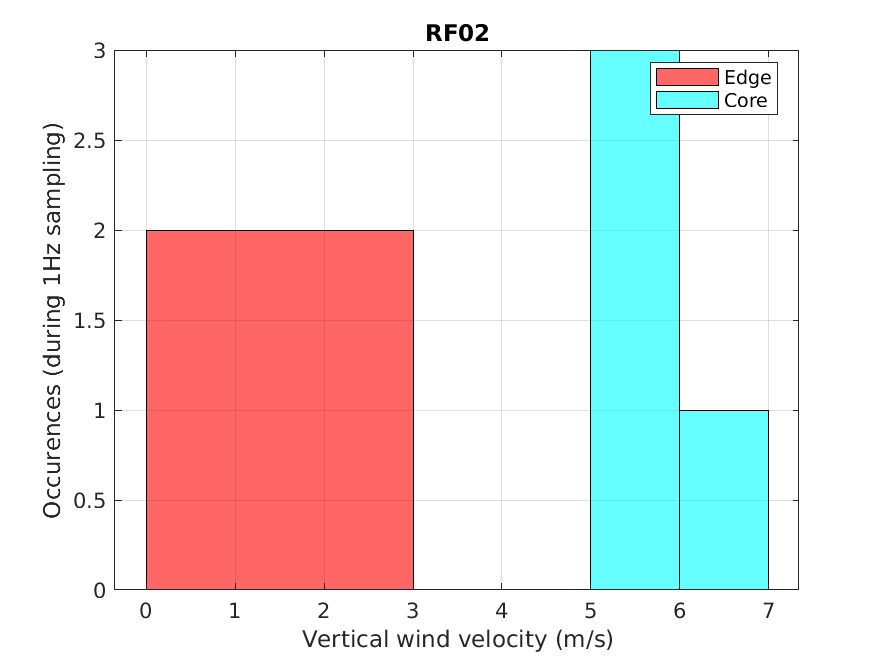 RF02
3
2.5
2
1.5
1
0.5
0
Occurences (during 1Hz sampling)
Edge
Core
0 1 2 3 4 5 6 7
Vertical wind velocity (m/s)